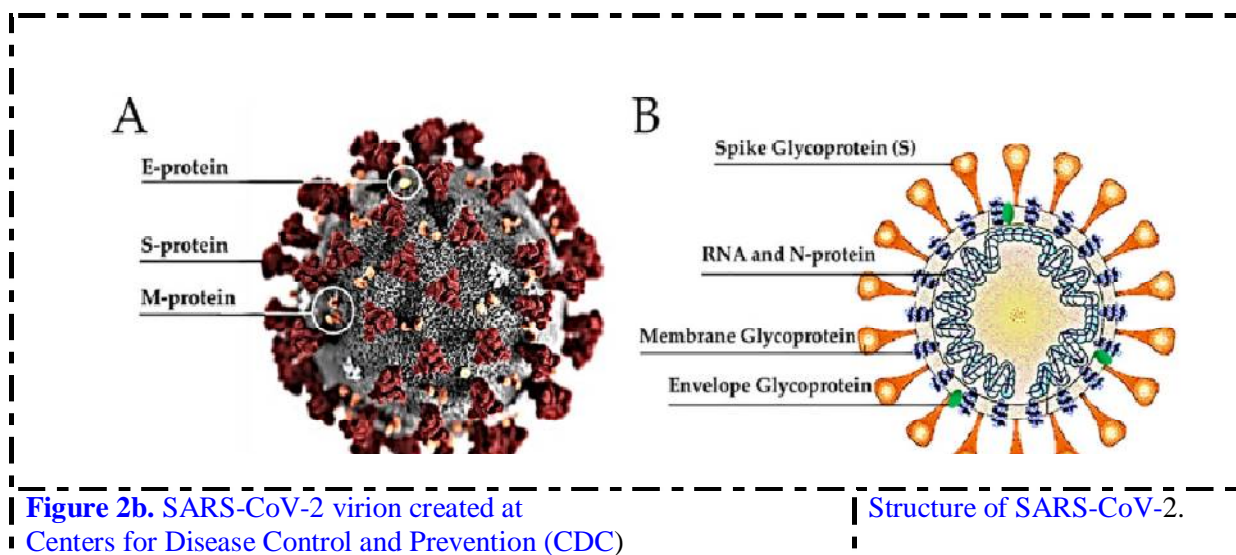 A
E-protein
S-protein
M-protein
B
Spike Glycoprotein (S)
RNA and N-protein
Membrane Glycoprotein
Envelope Glycoprotein
Figure 2b. SARS-CoV-2 virion created at
Centers for Disease Control and Prevention (CDC)
Structure of SARS-CoV-2.